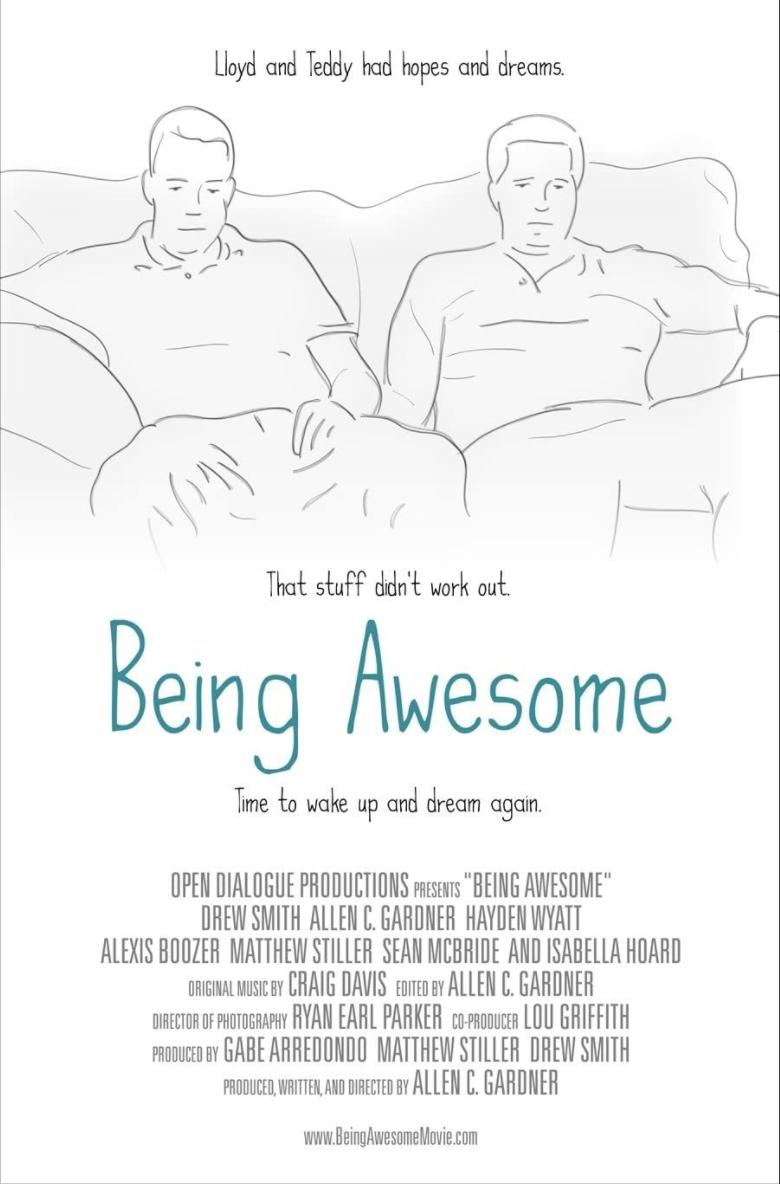 Lloyd and Teddy had hopes and dreams.
That stuff didn't work out.
Being Awesome
Time to wake up and dream again.
OPEN DIALOGUE PRODUCTIONS PRESENTS "BEING AWESOME"
DREW SMITH ALLEN C. GARDNER HAYDEN WYATT
ALEXIS BOOZER MATTHEW STILLER SEAN MCBRIDE AND ISABELLA HOARD
ORIGINAL MUSIC BY CRAIG DAVIS EDITED BY ALLEN C. GARDNER
DIRECTOR OF PHOTOGRAPHY RYAN EARL PARKER CO-PRODUCER LOU GRIFFITH
PRODUCED BY GABE ARREDONDO MATTHEW STILLER DREW SMITH
PRODUCED, WRITTEN, AND DIRECTED BY ALLEN C. GARDNER
www.BeingAwesomeMovie.com